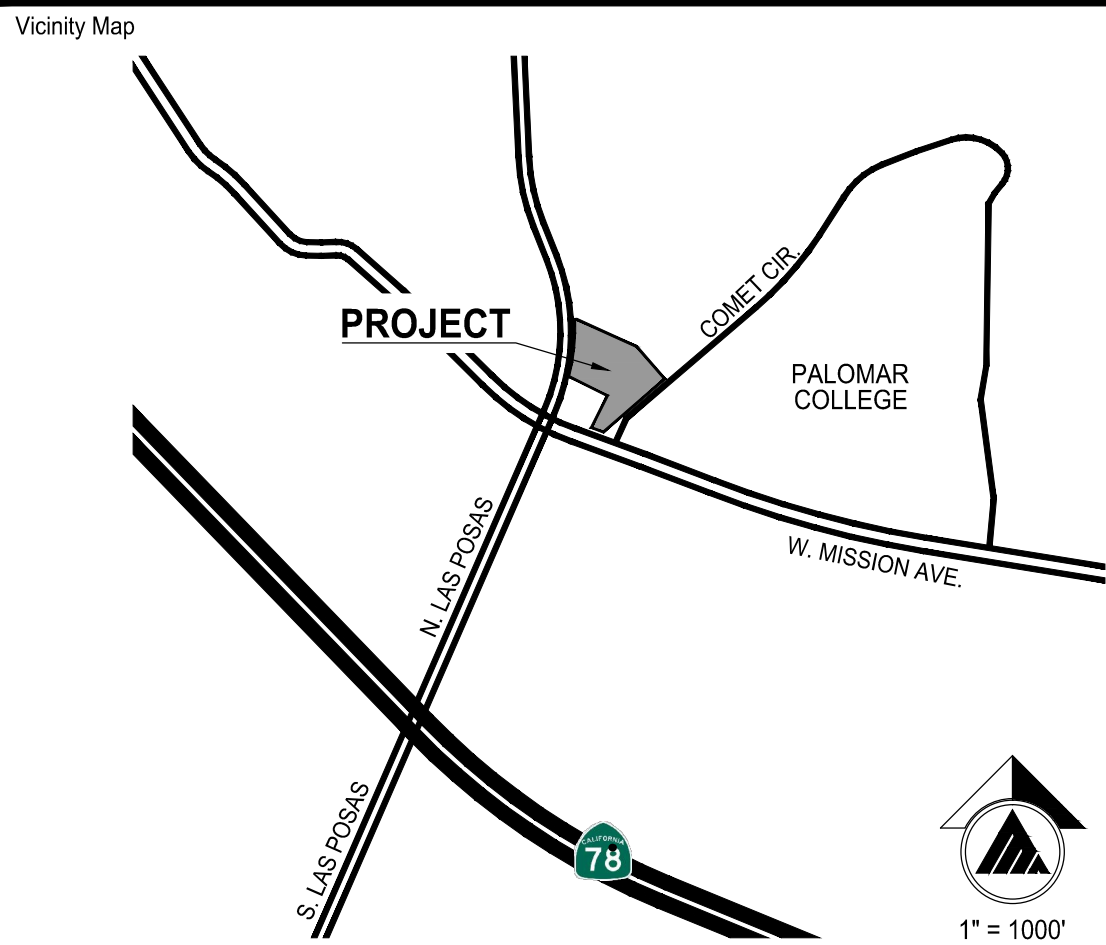 Vicinity Map
COMET CIR.
PROJECT
PALOMAR
COLLEGE
N. LAS POSAS
W. MISSION AVE.
S. LAS POSAS
CALIFORNIA
78
1" = 1000'